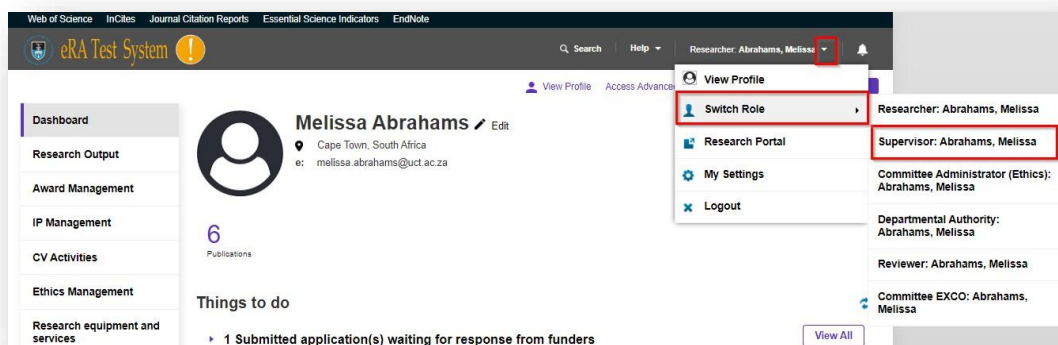 Web of Science InCites Journal Citation Reports Essential Science Indicators EndNote
eRA Test System !
Search Help Researcher: Abrahams, Melissa
View Profile Access Advance
View Profile
Switch Role
Research Portal
My Settings
Logout
Researcher: Abrahams, Melissa
Supervisor: Abrahams, Melissa
Committee Administrator (Ethics):
Abrahams, Melissa
Departmental Authority:
Abrahams, Melissa
Reviewer: Abrahams, Melissa
Committee EXCO: Abrahams,
Melissa
Dashboard
Research Output
Award Management
IP Management
CV Activities
Ethics Management
Research equipment and
services
Melissa Abrahams Edit
Cape Town, South Africa
e: melissa.abrahams@uct.ac.za
6
Publications
Things to do
1 Submitted application(s) waiting for response from funders
View All